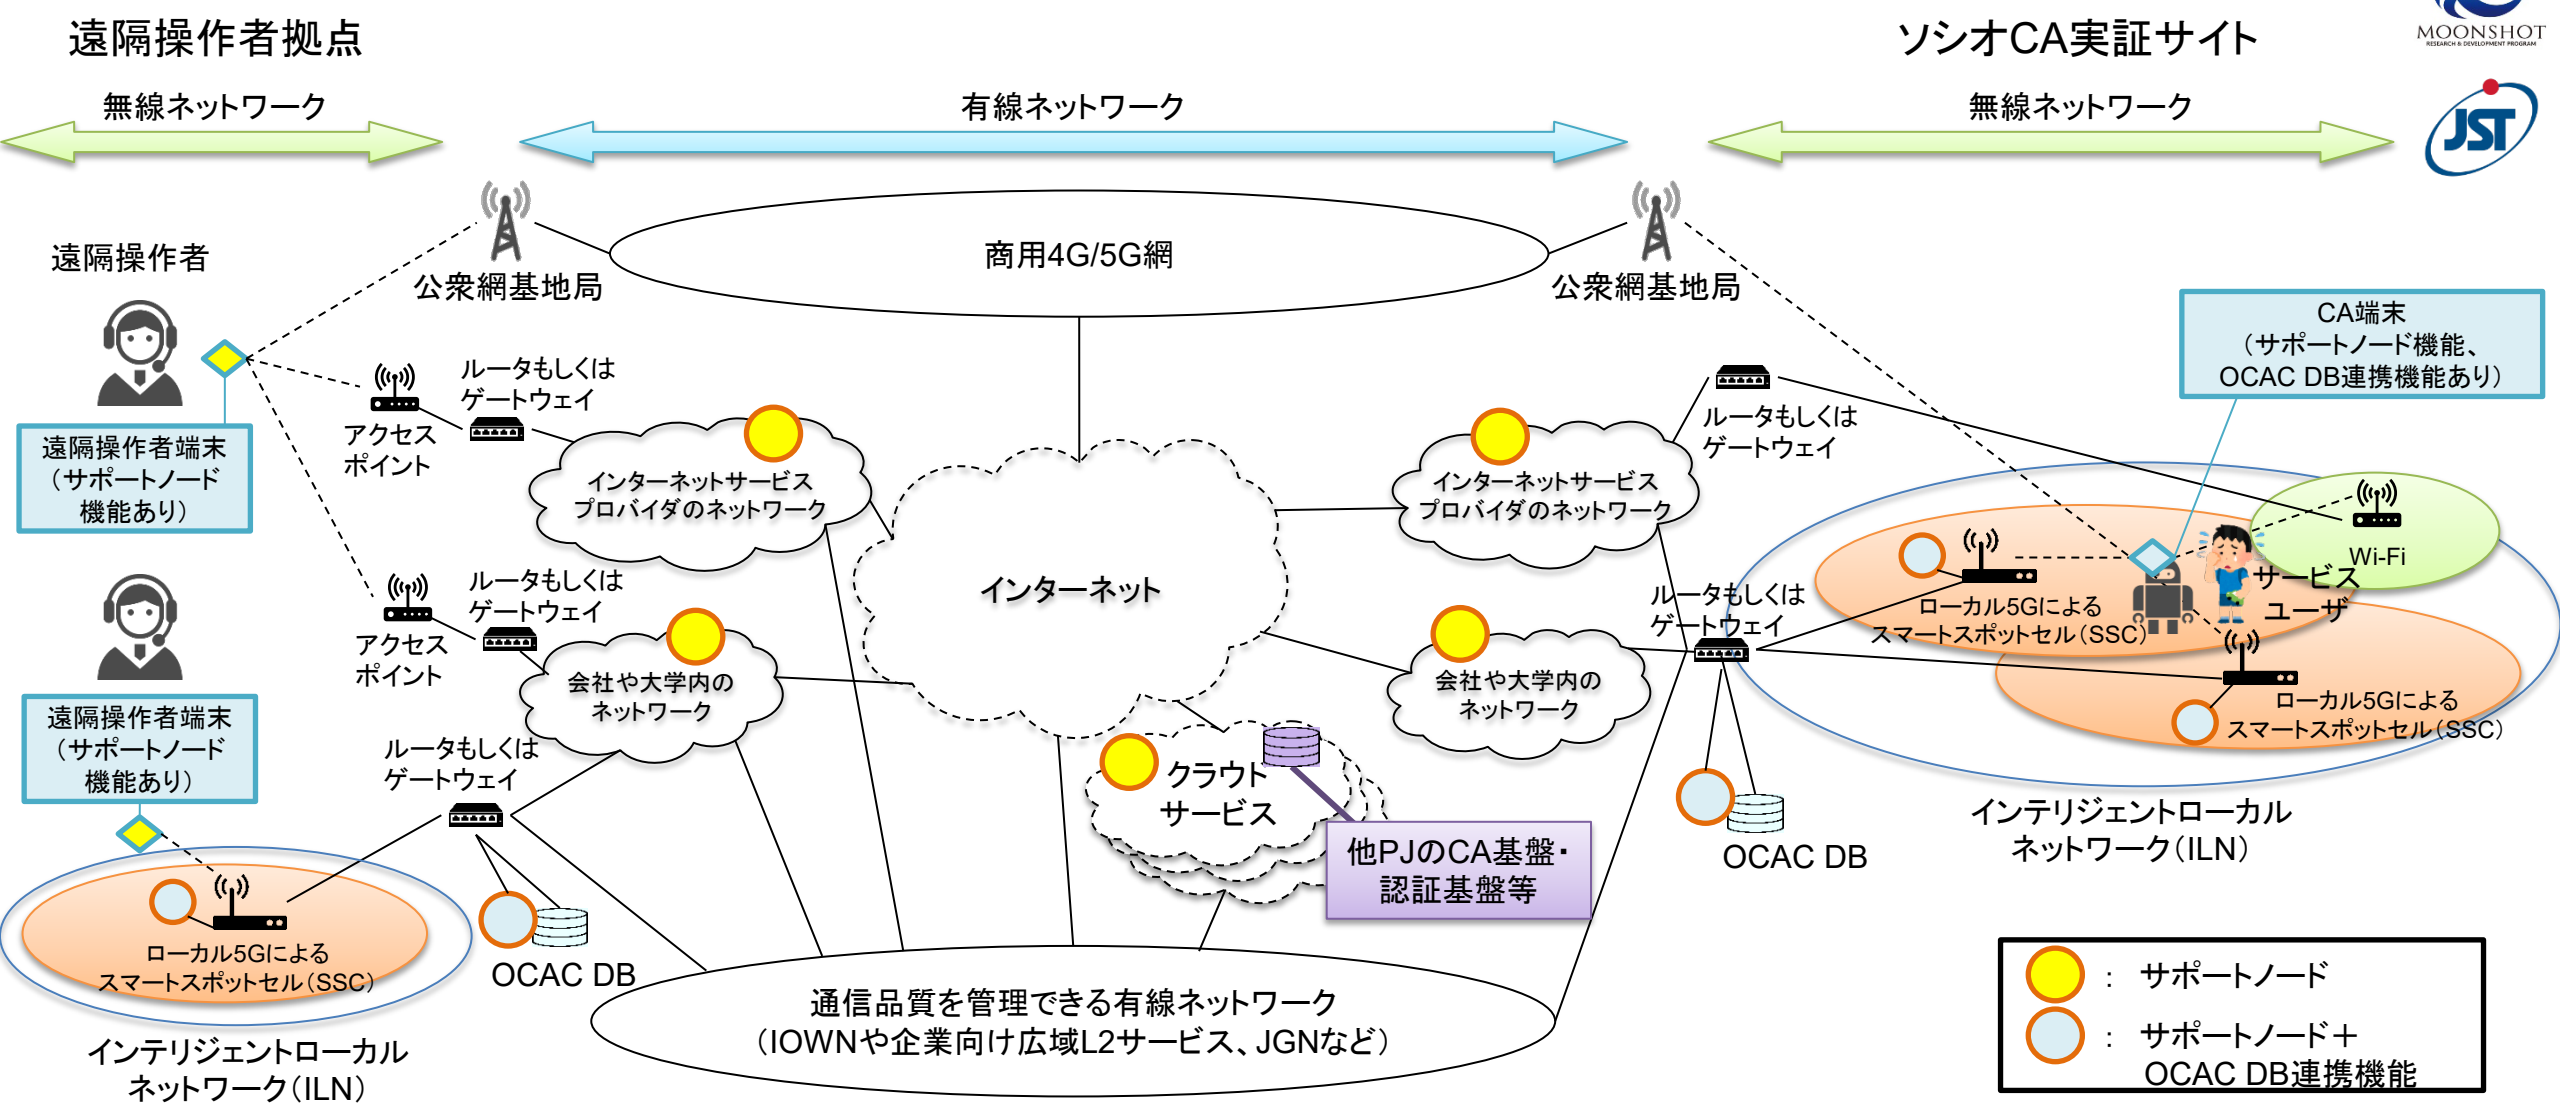 遠隔操作者拠点
ソシオCA実証サイト
MOONSHOT
RESEARCH & DEVELOPMENT PROGRAM
無線ネットワーク
有線ネットワーク
無線ネットワーク
JST
遠隔操作者
公衆網基地局
商用4G/5G網
公衆網基地局
CA端末
（サポートノード機能、
OCAC DB連携機能あり）
ルータもしくは
ゲートウェイ
アクセス
ポイント
ルータもしくは
ゲートウェイ
遠隔操作者端末
（サポートノード
機能あり）
インターネットサービス
プロバイダのネットワーク
インターネットサービス
プロバイダのネットワーク
Wi-Fi
インターネット
サービス
ユーザ
ルータもしくは
ゲートウェイ
アクセス
ポイント
ルータもしくは
ゲートウェイ
ローカル5Gによる
スマートスポットセル（SSC）
会社や大学内の
ネットワーク
会社や大学内の
ネットワーク
ローカル5Gによる
スマートスポットセル（SSC）
遠隔操作者端末
（サポートノード
機能あり）
ルータもしくは
ゲートウェイ
クラウト
サービス
他PJのCA基盤・
認証基盤等
OCAC DB
インテリジェントローカル
ネットワーク（ILN）
ローカル5Gによる
スマートスポットセル（SSC）
OCAC DB
インテリジェントローカル
ネットワーク（ILN）
通信品質を管理できる有線ネットワーク
（IOWNや企業向け広域L2サービス、JGNなど）
： サポートノード
： サポートノード＋
OCAC DB連携機能